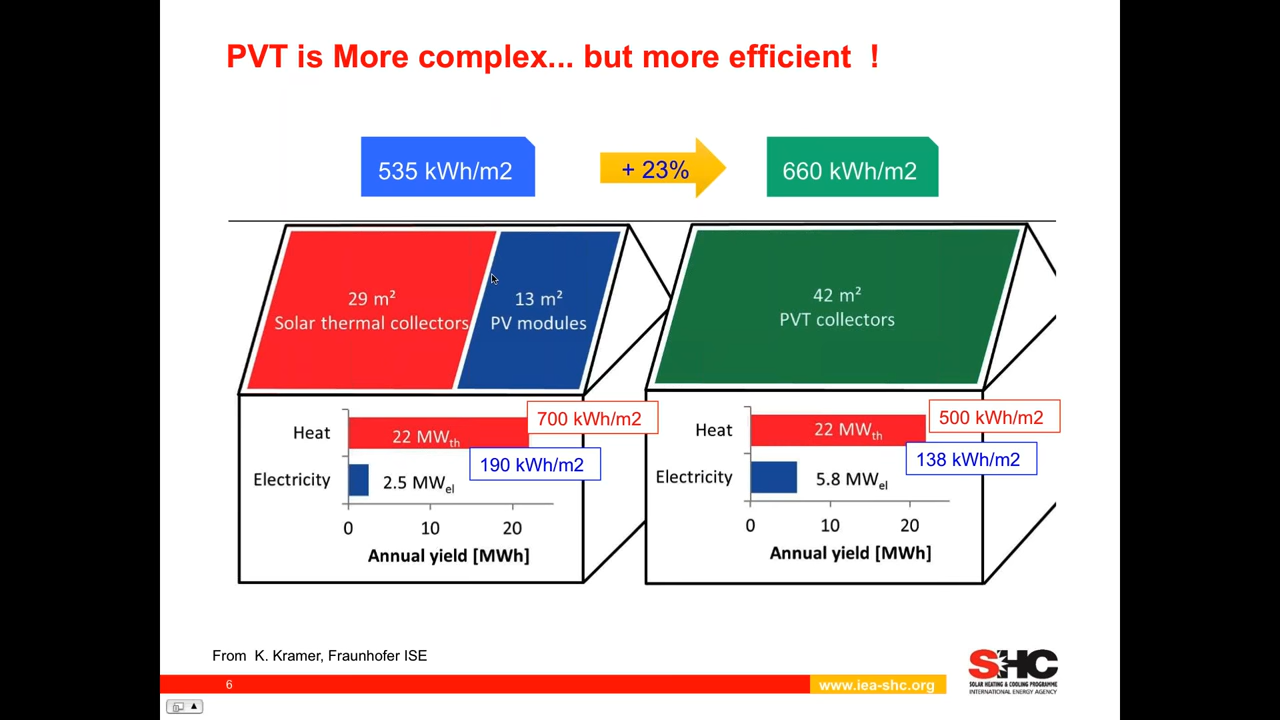 PVT is More complex... but more efficient !
535 kWh/m2
+ 23%
660 kWh/m2
29 m²
Solar thermal collectors
13 m²
PV modules
42 m²
PVT collectors
Heat
22 MWth
700 kWh/m2
190 kWh/m2
Electricity
2.5 MWel
0 10 20
Annual yield [MWh]
Heat
22 MWth
500 kWh/m2
138 kWh/m2
Electricity
5.8 MWel
0 10 20
Annual yield [MWh]
From K. Kramer, Fraunhofer ISE
6
www.iea-shc.org
SHC
SOLAR HEATING & COOLING PROGRAMME
INTERNATIONAL ENERGY AGENCY